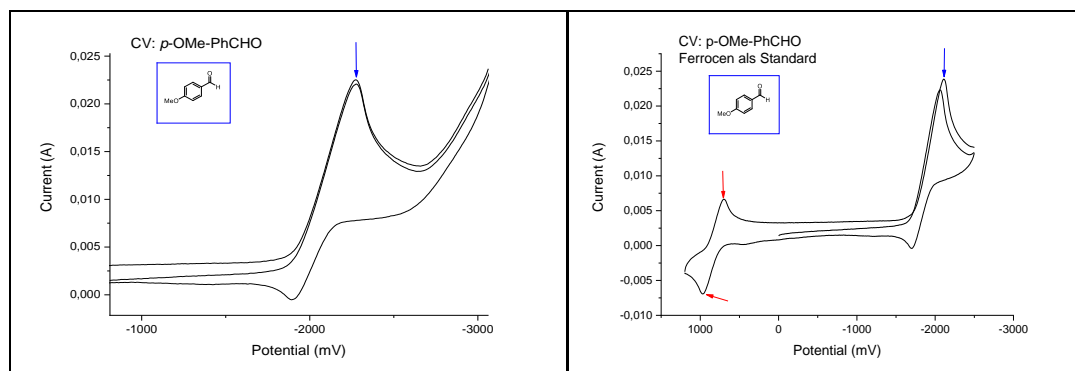 CV: p-OMe-PhCHO
0,025
0,020
0,015
0,010
0,005
0,000
Current (A)
O
MeO
H
-1000
-2000
-3000
Potential (mV)
CV: p-OMe-PhCHO
Ferrocen als Standard
0,025
0,020
0,015
0,010
0,005
0,000
-0,005
-0,010
Current (A)
O
MeO
H
1000
0
-1000
-2000
-3000
Potential (mV)